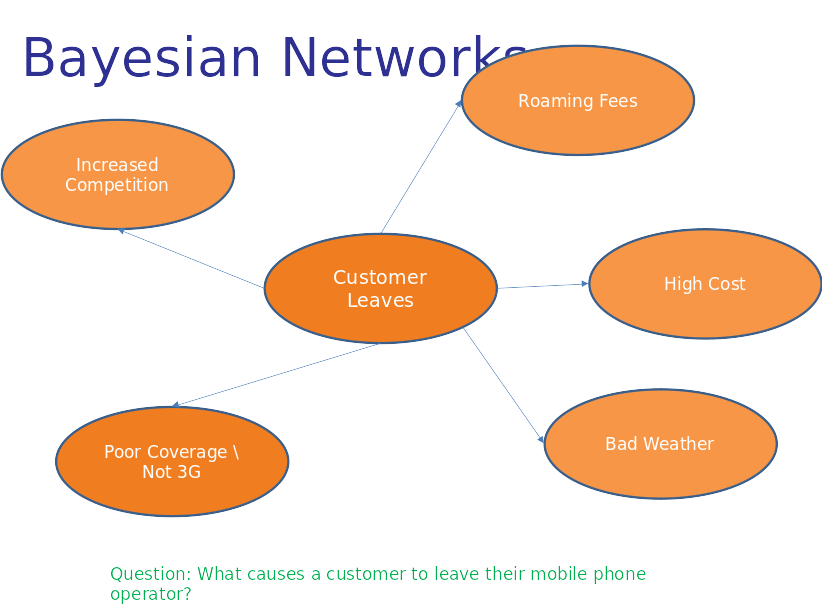 Bayesian Networks
Roaming Fees
Increased
Competition
Customer
Leaves
High Cost
Poor Coverage \
Not 3G
Bad Weather
Question: What causes a customer to leave their mobile phone
operator?